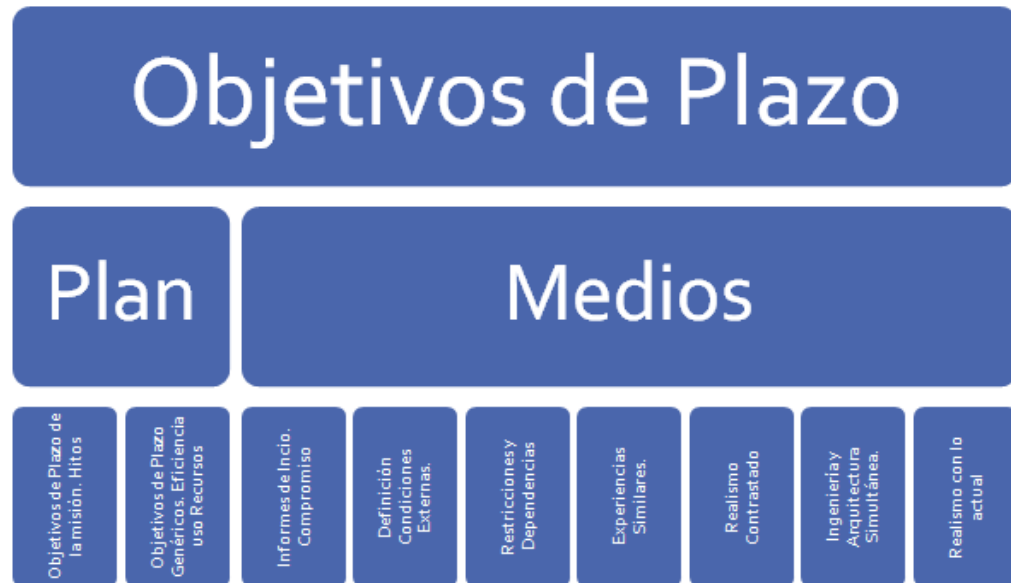 Objetivos de Plazo
Plan
Medios
Objetivos de Plazo de
la misión. Hitos
Objetivos de Plazo
Genéricos. Eficiencia
uso Recursos
Informes de Incio.
Compromiso
Definición
Condiciones
Externas.
Restricciones y
Dependencias
Experiencias
Similares.
Realismo
Contrastado
Ingenieria y
Arquitectura
Simultánea.
Realismo con lo
actual